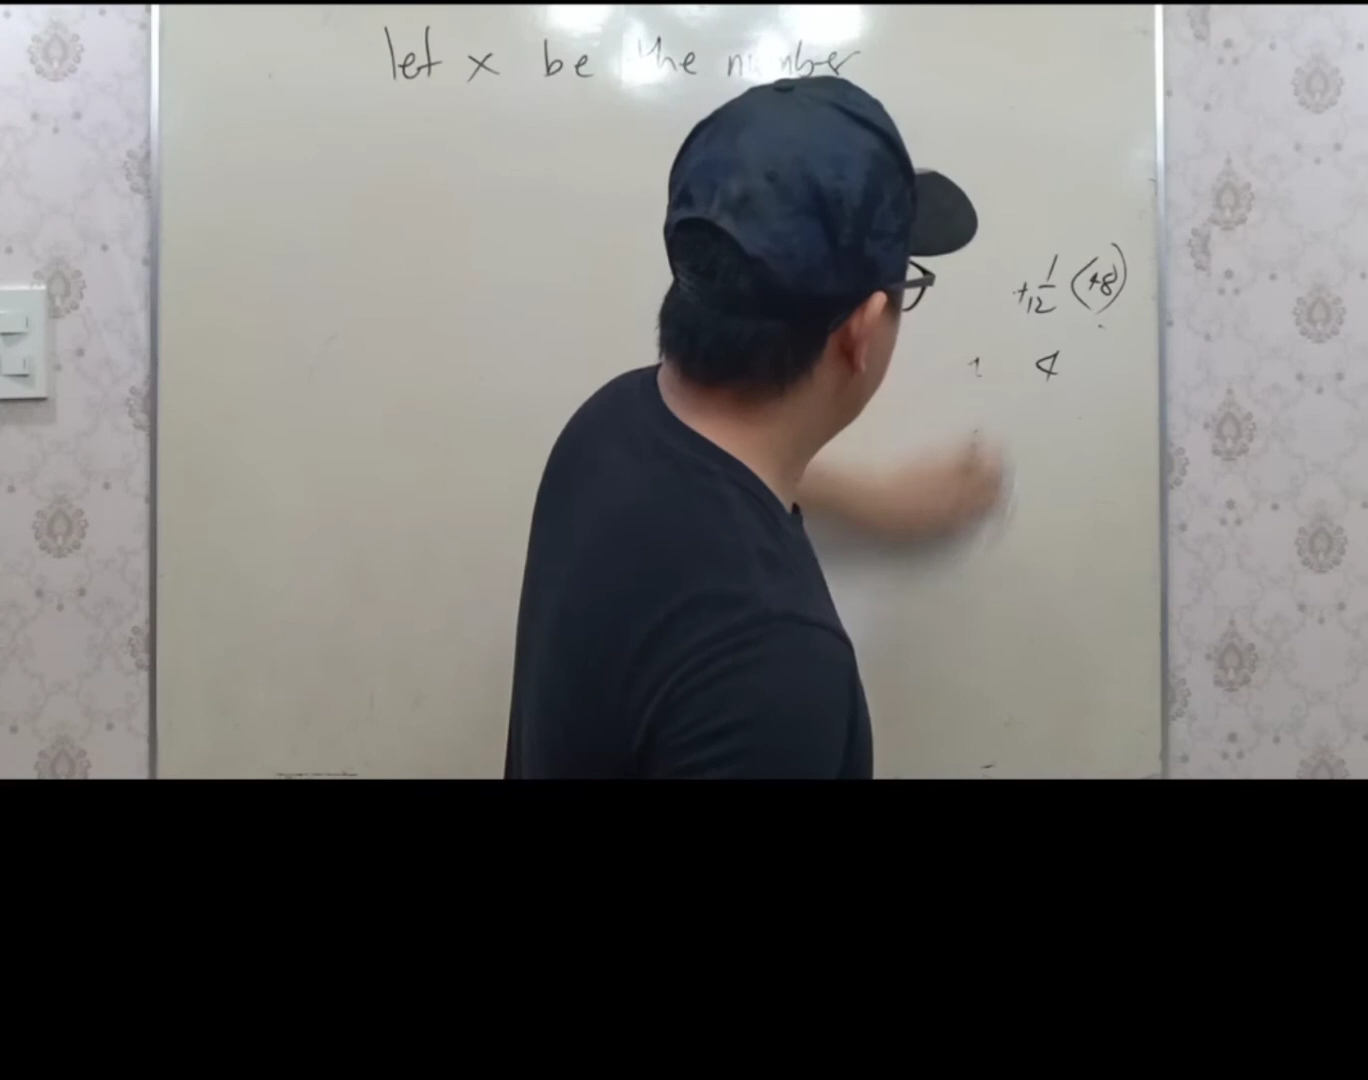 let x be the number
+1/12 (+8)
4